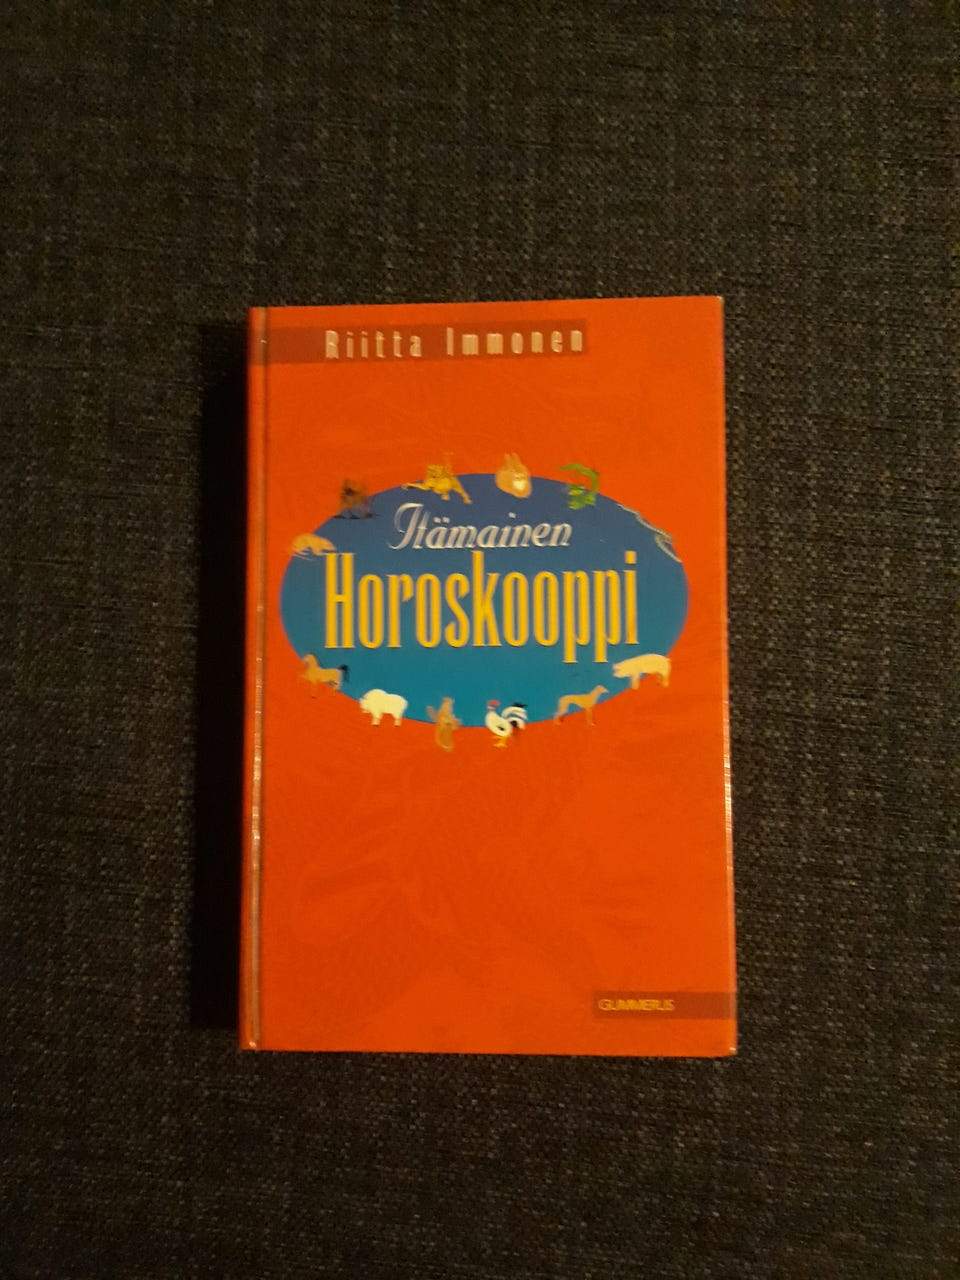 Riitta Immonen
Itämainen
Horoskooppi
GUMMERUS